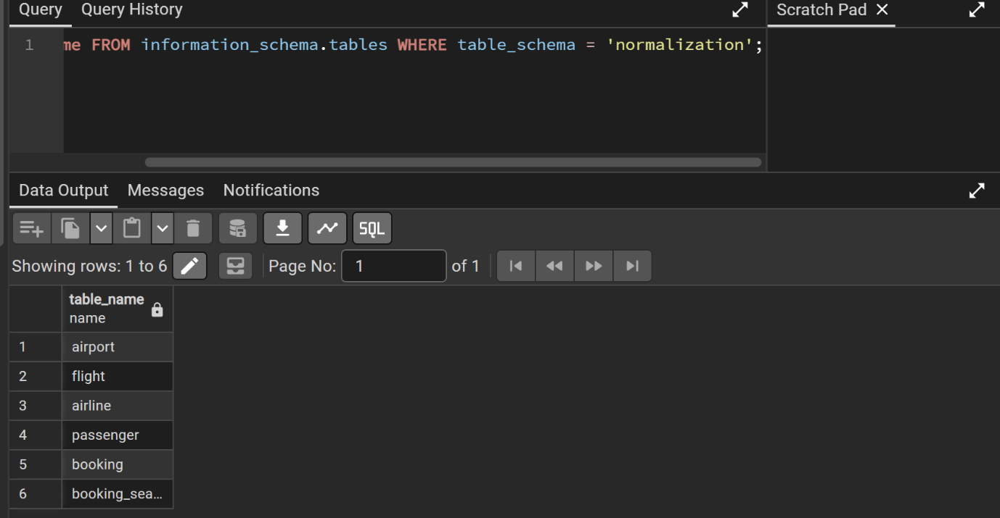 Query Query History Scratch Pad
1 me FROM information_schema.tables WHERE table_schema = 'normalization';
Data Output Messages Notifications
SQL
Showing rows: 1 to 6 Page No: 1 of 1
table_name
name
1 airport
2 flight
3 airline
4 passenger
5 booking
6 booking_sea...